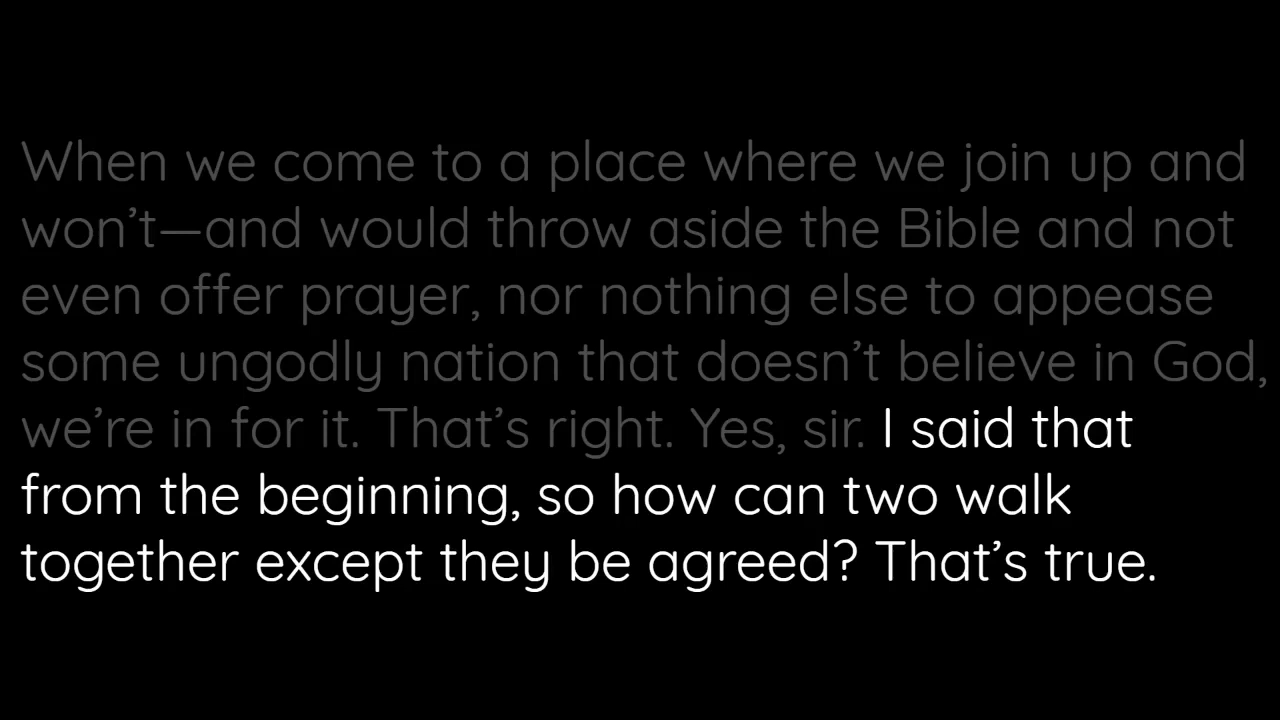 When we come to a place where we join up and
won’t—and would throw aside the Bible and not
even offer prayer, nor nothing else to appease
some ungodly nation that doesn’t believe in God,
we’re in for it. That’s right. Yes, sir. I said that
from the beginning, so how can two walk
together except they be agreed? That’s true.